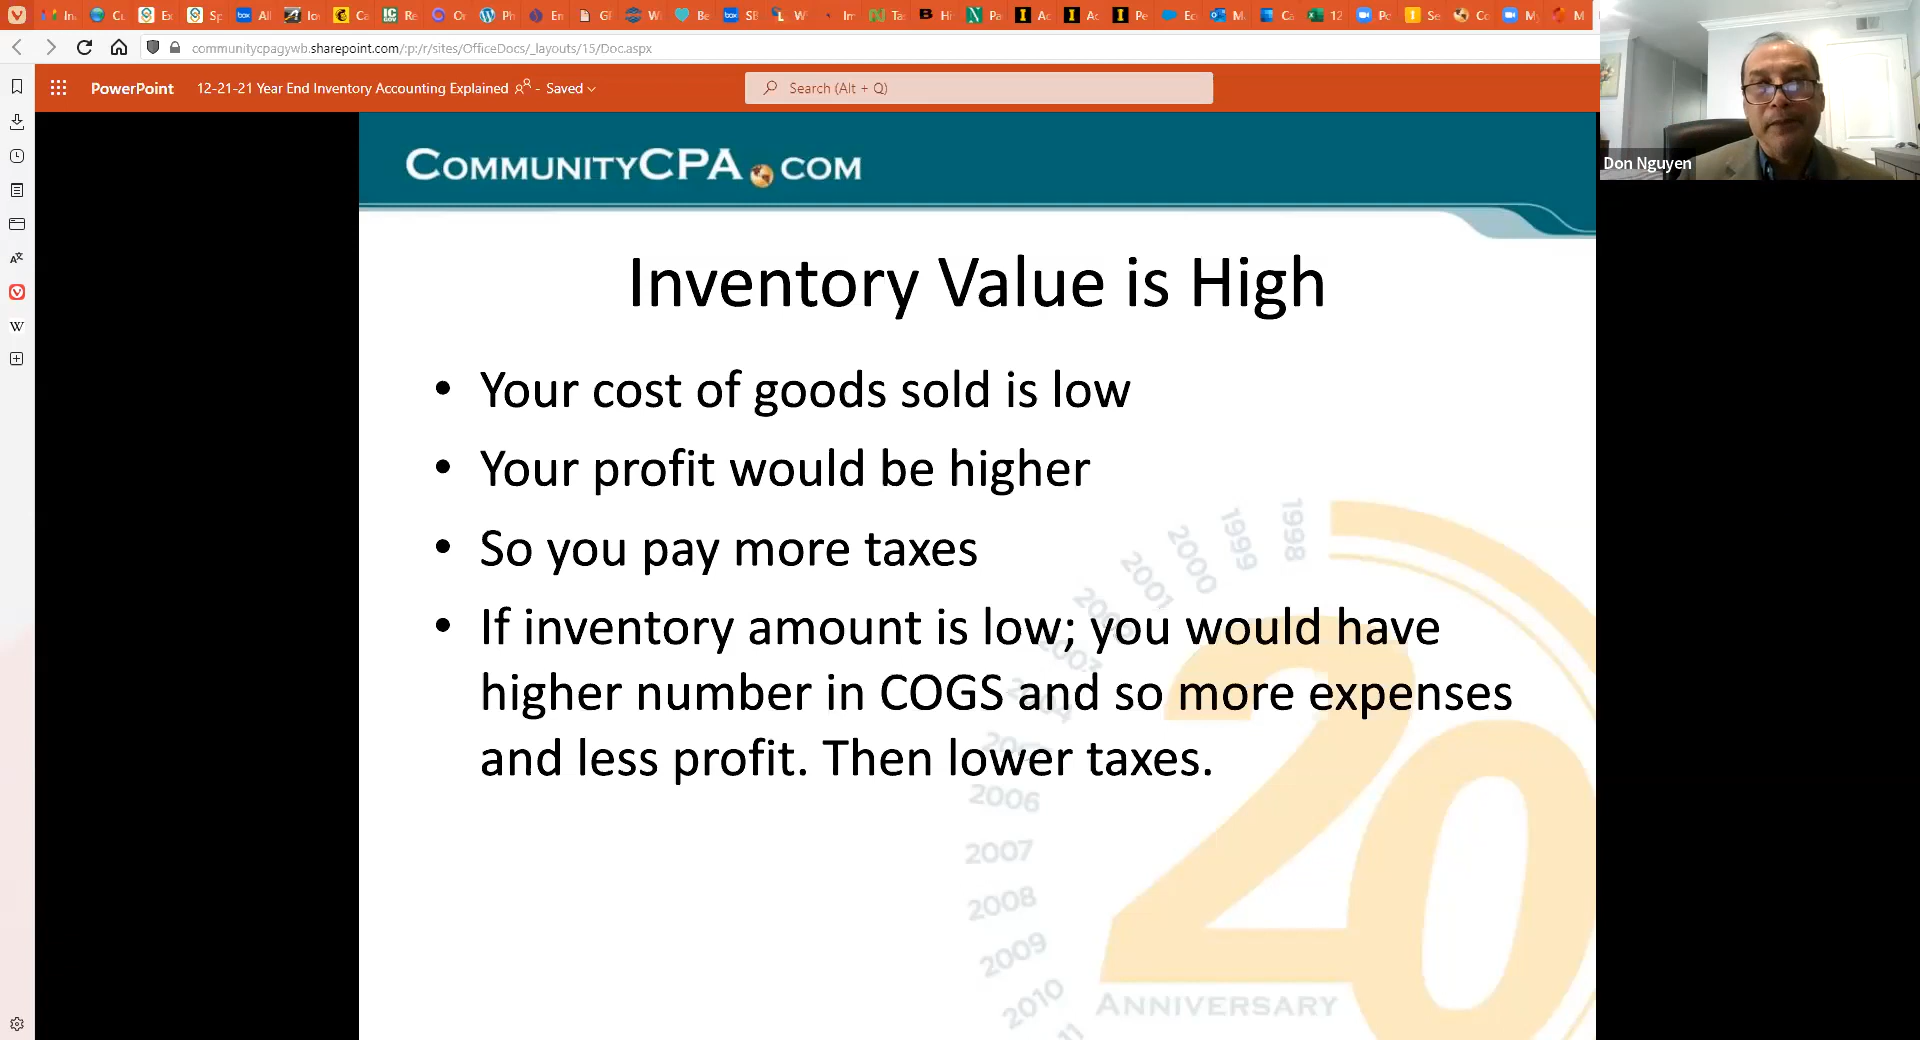 communitycpagywb.sharepoint.com/:p:/r/sites/OfficeDocs/_layouts/15/Doc.aspx
PowerPoint 12-21-21 Year End Inventory Accounting Explained - Saved
Search (Alt + Q)
Don Nguyen
COMMUNITYCPA.COM
Inventory Value is High
• Your cost of goods sold is low
• Your profit would be higher
• So you pay more taxes
• If inventory amount is low; you would have
higher number in COGS and so more expenses
and less profit. Then lower taxes.
1998
1999
2000
2001
2003
2004
2006
2007
2008
2009
2010
20
ANNIVERSARY